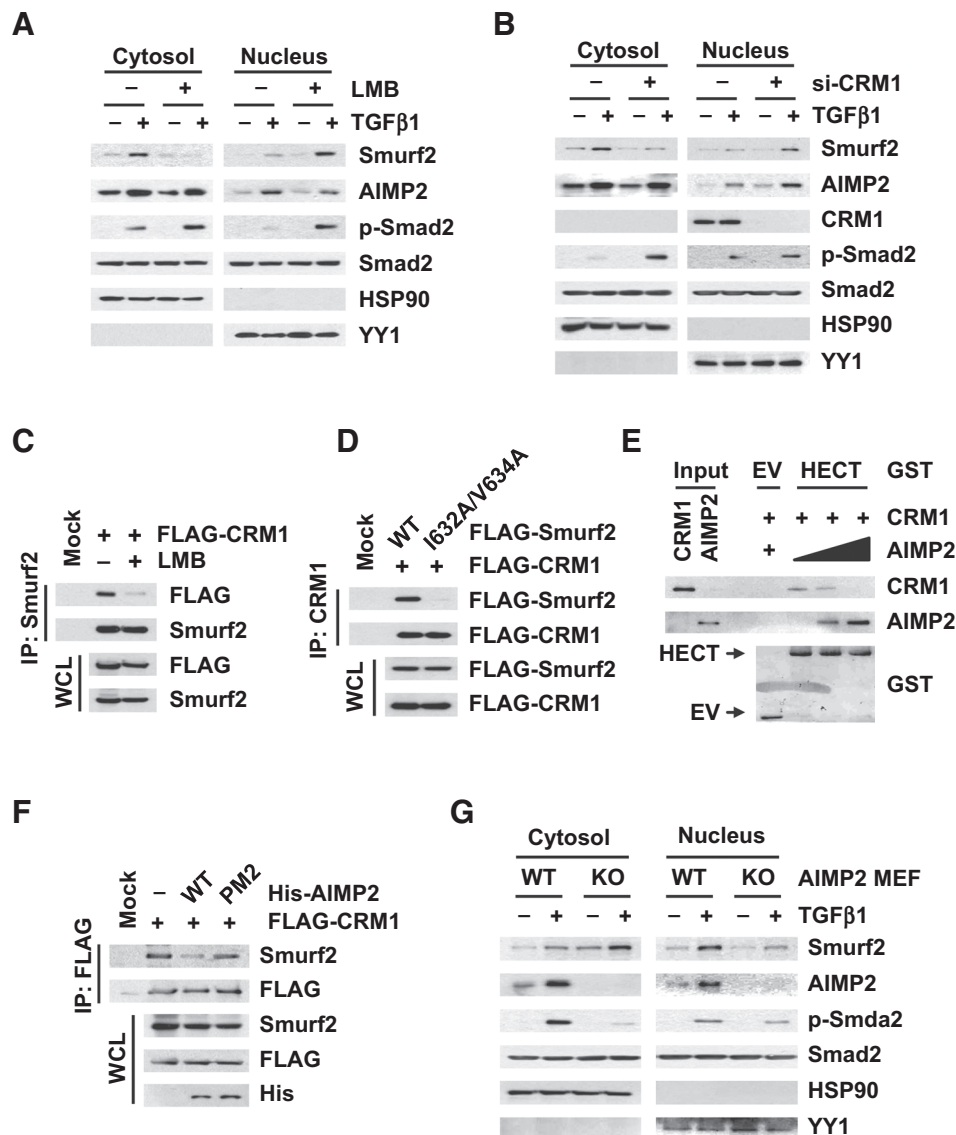 A
Cytosol Nucleus
– + – + LMB
– + – + – + – + TGFβ1
Smurf2
AIMP2
p-Smad2
Smad2
HSP90
YY1
B
Cytosol Nucleus
– + – + si-CRM1
– + – + – + – + TGFβ1
Smurf2
AIMP2
CRM1
p-Smad2
Smad2
HSP90
YY1
C
Mock + + FLAG-CRM1
– + LMB
IP: Smurf2
FLAG
Smurf2
WCL
FLAG
Smurf2
D
Mock WT I632A/V634A FLAG-Smurf2
+ + FLAG-CRM1
IP: CRM1
FLAG-Smurf2
FLAG-CRM1
WCL
FLAG-Smurf2
FLAG-CRM1
E
Input EV HECT GST
CRM1 AIMP2 + + + + CRM1
+ AIMP2
CRM1
AIMP2
HECT
GST
EV
F
Mock – WT PM2 His-AIMP2
+ + + FLAG-CRM1
IP: FLAG
Smurf2
FLAG
WCL
Smurf2
FLAG
His
G
Cytosol Nucleus
WT KO WT KO AIMP2 MEF
– + – + – + – + TGFβ1
Smurf2
AIMP2
p-Smda2
Smad2
HSP90
YY1